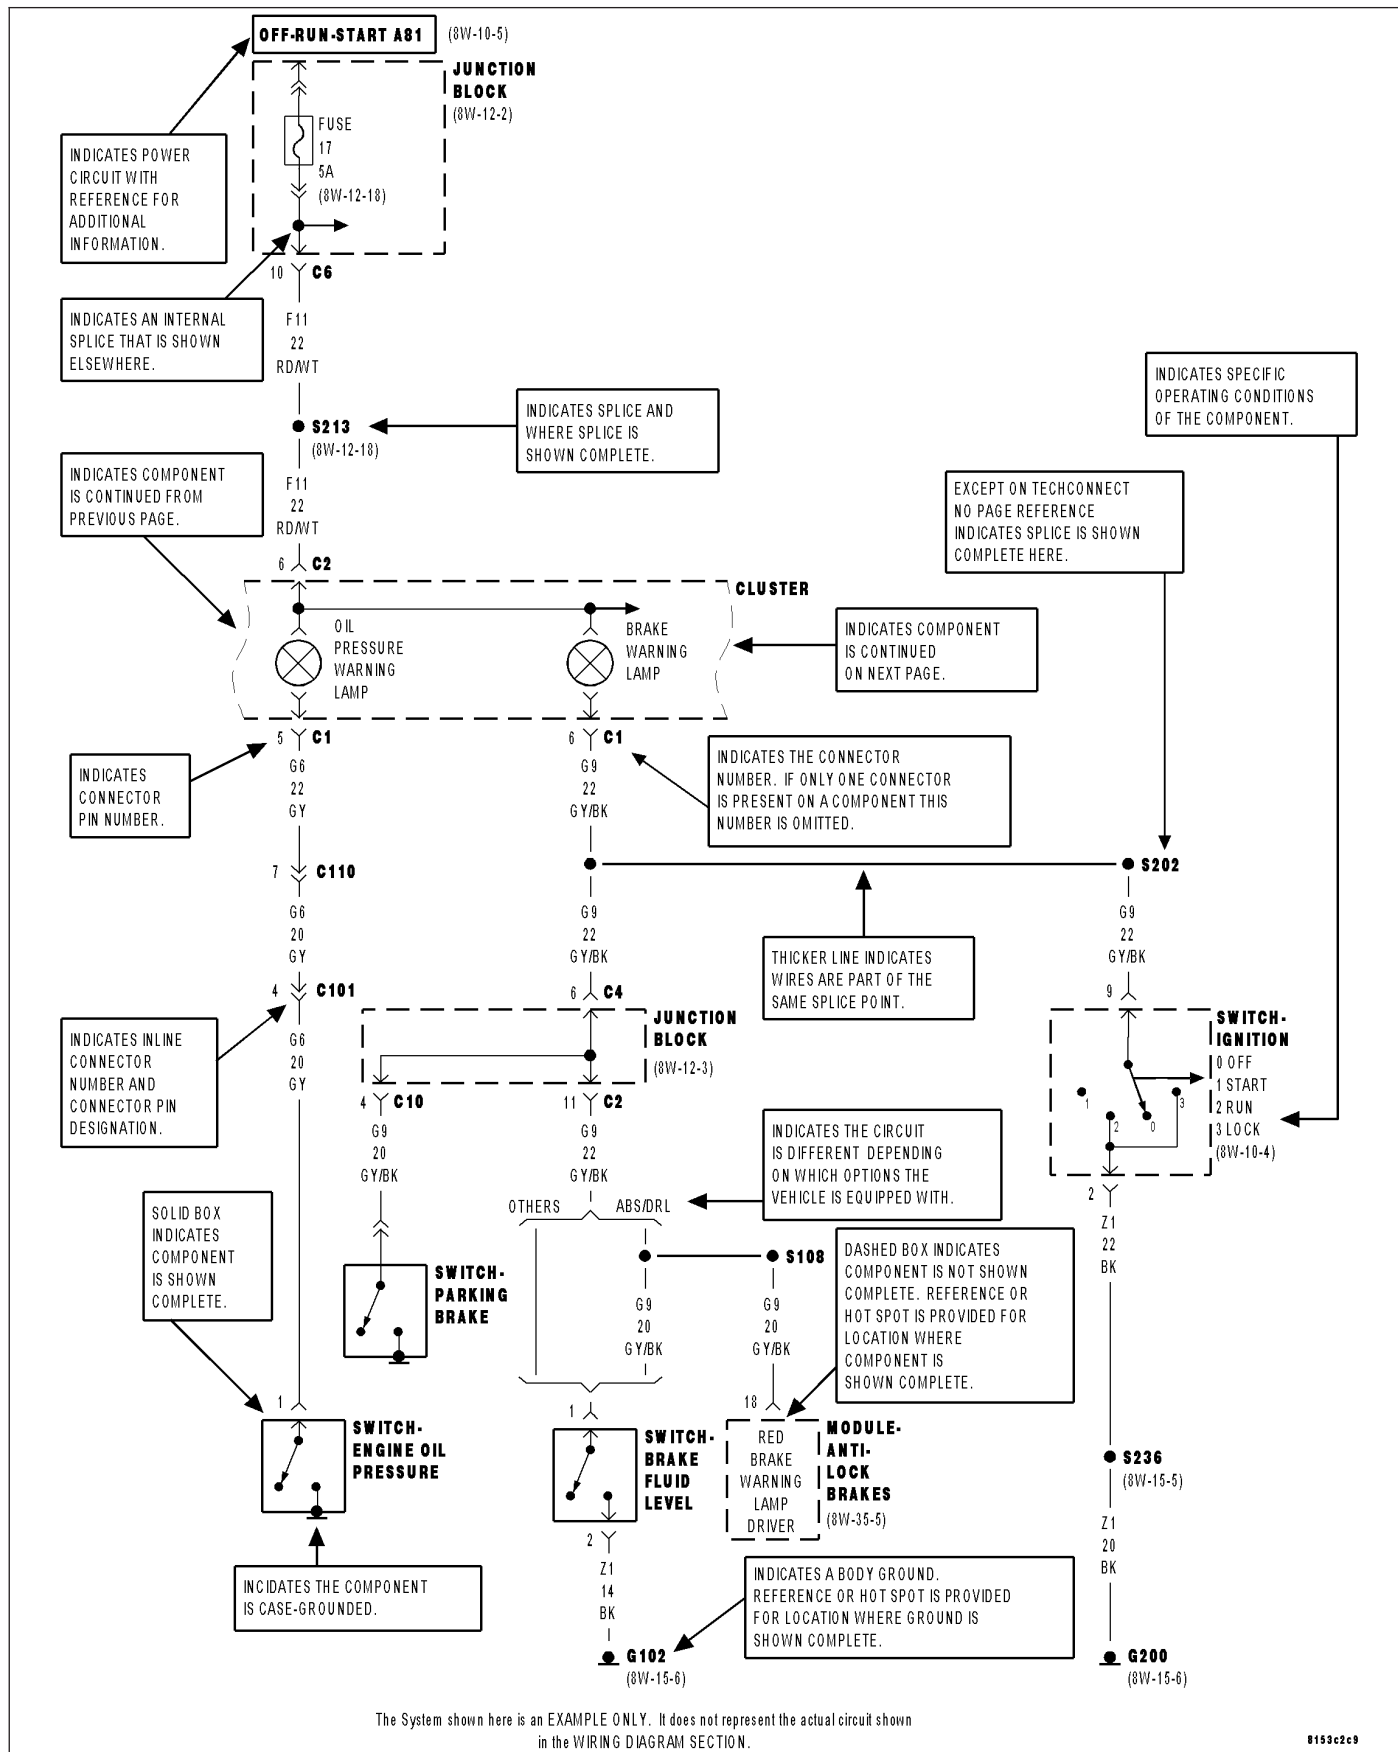 OFF-RUN-START A81 (8W-10-5)
JUNCTION
BLOCK
(8W-12-2)
FUSE
17
5A
(8W-12-18)
INDICATES POWER
CIRCUIT WITH
REFERENCE FOR
ADDITIONAL
INFORMATION.
10 C6
INDICATES AN INTERNAL
SPLICE THAT IS SHOWN
ELSEWHERE.
F11
22
RD/WT
INDICATES SPECIFIC
OPERATING CONDITIONS
OF THE COMPONENT.
S213
(8W-12-18)
INDICATES SPLICE AND
WHERE SPLICE IS
SHOWN COMPLETE.
INDICATES COMPONENT
IS CONTINUED FROM
PREVIOUS PAGE.
F11
22
RD/WT
EXCEPT ON TECHCONNECT
NO PAGE REFERENCE
INDICATES SPLICE IS SHOWN
COMPLETE HERE.
6 C2
CLUSTER
OIL
PRESSURE
WARNING
LAMP
BRAKE
WARNING
LAMP
INDICATES COMPONENT
IS CONTINUED
ON NEXT PAGE.
5 C1
6 C1
INDICATES
CONNECTOR
PIN NUMBER.
G6
22
GY
G9
22
GY/BK
INDICATES THE CONNECTOR
NUMBER. IF ONLY ONE CONNECTOR
IS PRESENT ON A COMPONENT THIS
NUMBER IS OMITTED.
7 C110
S202
G6
20
GY
G9
22
GY/BK
G9
22
GY/BK
THICKER LINE INDICATES
WIRES ARE PART OF THE
SAME SPLICE POINT.
4 C101
6 C4
9
INDICATES INLINE
CONNECTOR
NUMBER AND
CONNECTOR PIN
DESIGNATION.
G6
20
GY
JUNCTION
BLOCK
(8W-12-3)
SWITCH-
IGNITION
0 OFF
1 START
2 RUN
3 LOCK
(8W-10-4)
1
2
0
3
4 C10
11 C2
G9
20
GY/BK
G9
22
GY/BK
INDICATES THE CIRCUIT
IS DIFFERENT DEPENDING
ON WHICH OPTIONS THE
VEHICLE IS EQUIPPED WITH.
2
OTHERS ABS/DRL
Z1
22
BK
SOLID BOX
INDICATES
COMPONENT
IS SHOWN
COMPLETE.
S108
DASHED BOX INDICATES
COMPONENT IS NOT SHOWN
COMPLETE. REFERENCE OR
HOT SPOT IS PROVIDED FOR
LOCATION WHERE
COMPONENT IS
SHOWN COMPLETE.
SWITCH-
PARKING
BRAKE
G9
20
GY/BK
G9
20
GY/BK
1
1
18
SWITCH-
ENGINE OIL
PRESSURE
SWITCH-
BRAKE
FLUID
LEVEL
RED
BRAKE
WARNING
LAMP
DRIVER
MODULE-
ANTI-
LOCK
BRAKES
(8W-35-5)
S236
(8W-15-5)
2
Z1
14
BK
Z1
20
BK
INCIDATES THE COMPONENT
IS CASE-GROUNDED.
INDICATES A BODY GROUND.
REFERENCE OR HOT SPOT IS PROVIDED
FOR LOCATION WHERE GROUND IS
SHOWN COMPLETE.
G102
(8W-15-6)
G200
(8W-15-6)
The System shown here is an EXAMPLE ONLY. It does not represent the actual circuit shown
in the WIRING DIAGRAM SECTION.
8153c2c9